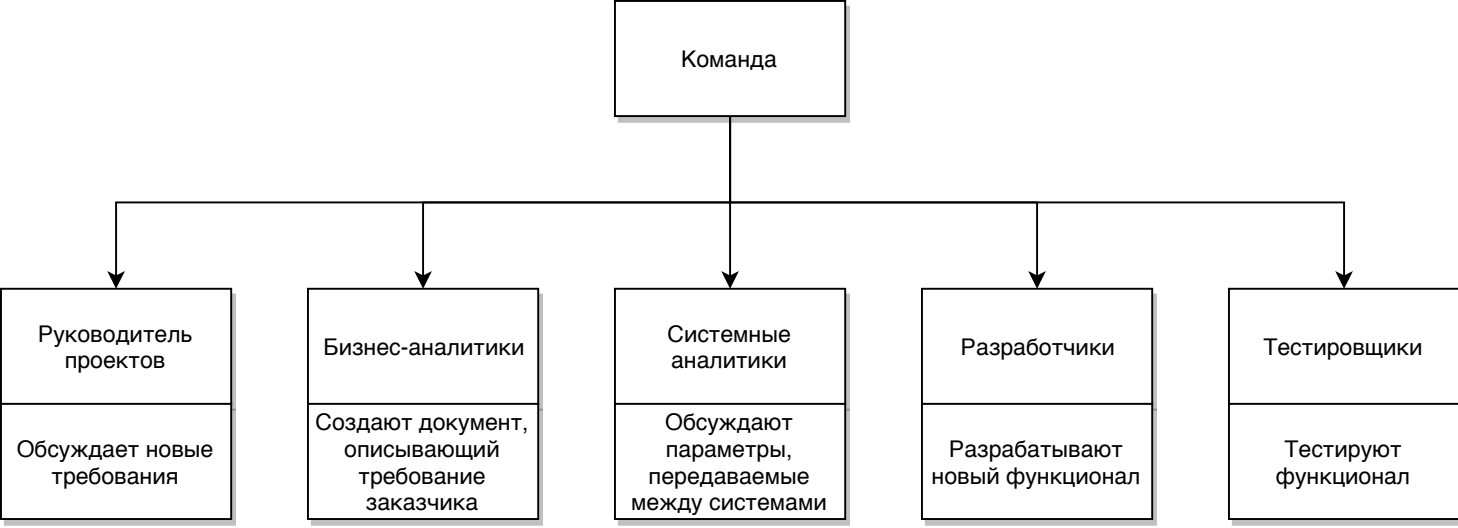 Команда
Руководитель
проектов
Бизнес-аналитики
Системные
аналитики
Разработчики
Тестировщики
Обсуждает новые
требования
Создают документ,
описывающий
требование
заказчика
Обсуждают
параметры,
передаваемые
между системами
Разрабатывают
новый функционал
Тестируют
функционал